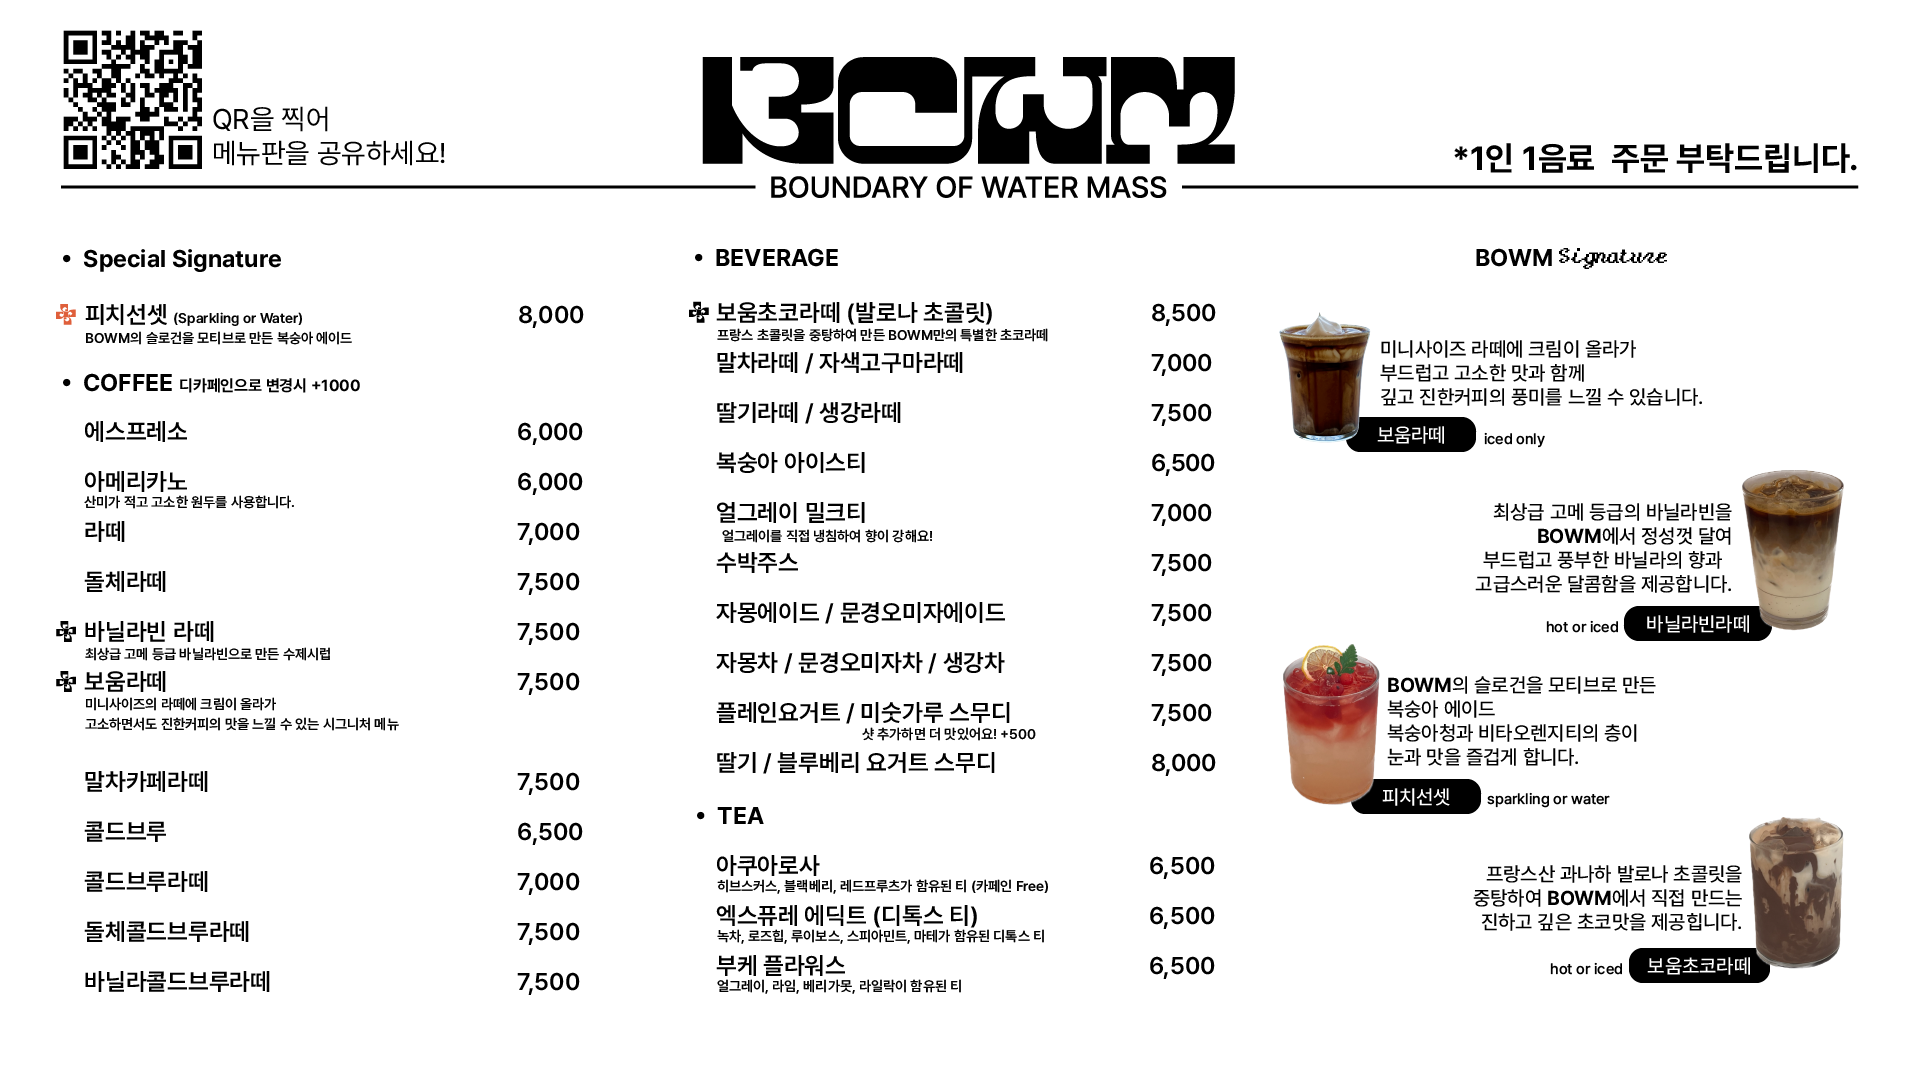 QR을 찍어
메뉴판을 공유하세요!
BOWM
BOUNDARY OF WATER MASS
*1인 1음료 주문 부탁드립니다.
• Special Signature
피치선셋 (Sparkling or Water) 8,000
BOWM의 슬로건을 모티브로 만든 복숭아 에이드
• COFFEE 디카페인으로 변경시 +1000
에스프레소 6,000
아메리카노 6,000
산미가 적고 고소한 원두를 사용합니다.
라떼 7,000
돌체라떼 7,500
바닐라빈 라떼 7,500
최상급 고메 등급 바닐라빈으로 만든 수제시럽
보움라떼 7,500
미니사이즈의 라떼에 크림이 올라가
고소하면서도 진한커피의 맛을 느낄 수 있는 시그니처 메뉴
말차카페라떼 7,500
콜드브루 6,500
콜드브루라떼 7,000
돌체콜드브루라떼 7,500
바닐라콜드브루라떼 7,500
• BEVERAGE
보움초코라떼 (발로나 초콜릿) 8,500
프랑스 초콜릿을 중탕하여 만든 BOWM만의 특별한 초코라떼
말차라떼 / 자색고구마라떼 7,000
딸기라떼 / 생강라떼 7,500
복숭아 아이스티 6,500
얼그레이 밀크티 7,000
얼그레이를 직접 냉침하여 향이 강해요!
수박주스 7,500
자몽에이드 / 문경오미자에이드 7,500
자몽차 / 문경오미자차 / 생강차 7,500
플레인요거트 / 미숫가루 스무디 7,500
샷 추가하면 더 맛있어요! +500
딸기 / 블루베리 요거트 스무디 8,000
• TEA
아쿠아로사 6,500
히브스커스, 블랙베리, 레드프루츠가 함유된 티 (카페인 Free)
엑스퓨레 에딕트 (디톡스 티) 6,500
녹차, 로즈힙, 루이보스, 스피아민트, 마테가 함유된 디톡스 티
부케 플라워스 6,500
얼그레이, 라임, 베리가못, 라일락이 함유된 티
BOWM Signature
미니사이즈 라떼에 크림이 올라가
부드럽고 고소한 맛과 함께
깊고 진한커피의 풍미를 느낄 수 있습니다.
보움라떼 iced only
최상급 고메 등급의 바닐라빈을
BOWM에서 정성껏 달여
부드럽고 풍부한 바닐라의 향과
고급스러운 달콤함을 제공합니다.
hot or iced 바닐라빈라떼
BOWM의 슬로건을 모티브로 만든
복숭아 에이드
복숭아청과 비타오렌지티의 층이
눈과 맛을 즐겁게 합니다.
피치선셋 sparkling or water
프랑스산 과나하 발로나 초콜릿을
중탕하여 BOWM에서 직접 만드는
진하고 깊은 초코맛을 제공힙니다.
hot or iced 보움초코라떼